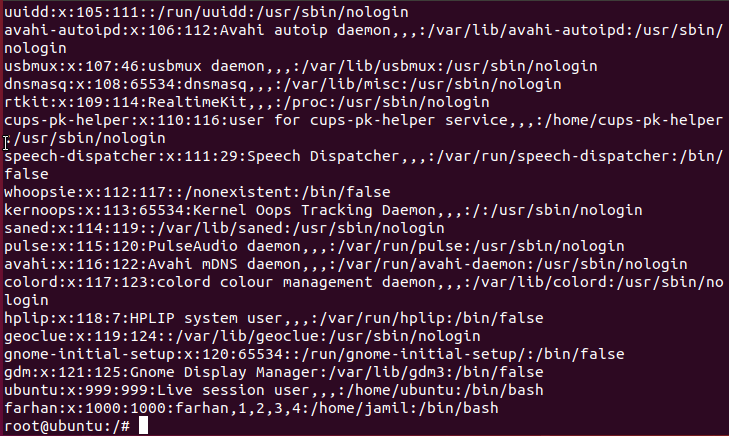 uuidd:x:105:111::/run/uuidd:/usr/sbin/nologin
avahi-autoipd:x:106:112:Avahi autoip daemon,,,:/var/lib/avahi-autoipd:/usr/sbin/
nologin
usbmux:x:107:46:usbmux daemon,,,:/var/lib/usbmux:/usr/sbin/nologin
dnsmasq:x:108:65534:dnsmasq,,,:/var/lib/misc:/usr/sbin/nologin
rtkit:x:109:114:RealtimeKit,,,:/proc:/usr/sbin/nologin
cups-pk-helper:x:110:116:user for cups-pk-helper service,,,:/home/cups-pk-helper
:/usr/sbin/nologin
speech-dispatcher:x:111:29:Speech Dispatcher,,,:/var/run/speech-dispatcher:/bin/
false
whoopsie:x:112:117::/nonexistent:/bin/false
kernoops:x:113:65534:Kernel Oops Tracking Daemon,,,:/:/usr/sbin/nologin
saned:x:114:119::/var/lib/saned:/usr/sbin/nologin
pulse:x:115:120:PulseAudio daemon,,,:/var/run/pulse:/usr/sbin/nologin
avahi:x:116:122:Avahi mDNS daemon,,,:/var/run/avahi-daemon:/usr/sbin/nologin
colord:x:117:123:colord colour management daemon,,,:/var/lib/colord:/usr/sbin/no
login
hplip:x:118:7:HPLIP system user,,,:/var/run/hplip:/bin/false
geoclue:x:119:124::/var/lib/geoclue:/usr/sbin/nologin
gnome-initial-setup:x:120:65534::/run/gnome-initial-setup/:/bin/false
gdm:x:121:125:Gnome Display Manager:/var/lib/gdm3:/bin/false
ubuntu:x:999:999:Live session user,,,:/home/ubuntu:/bin/bash
farhan:x:1000:1000:farhan,1,2,3,4:/home/jamil:/bin/bash
root@ubuntu:/#